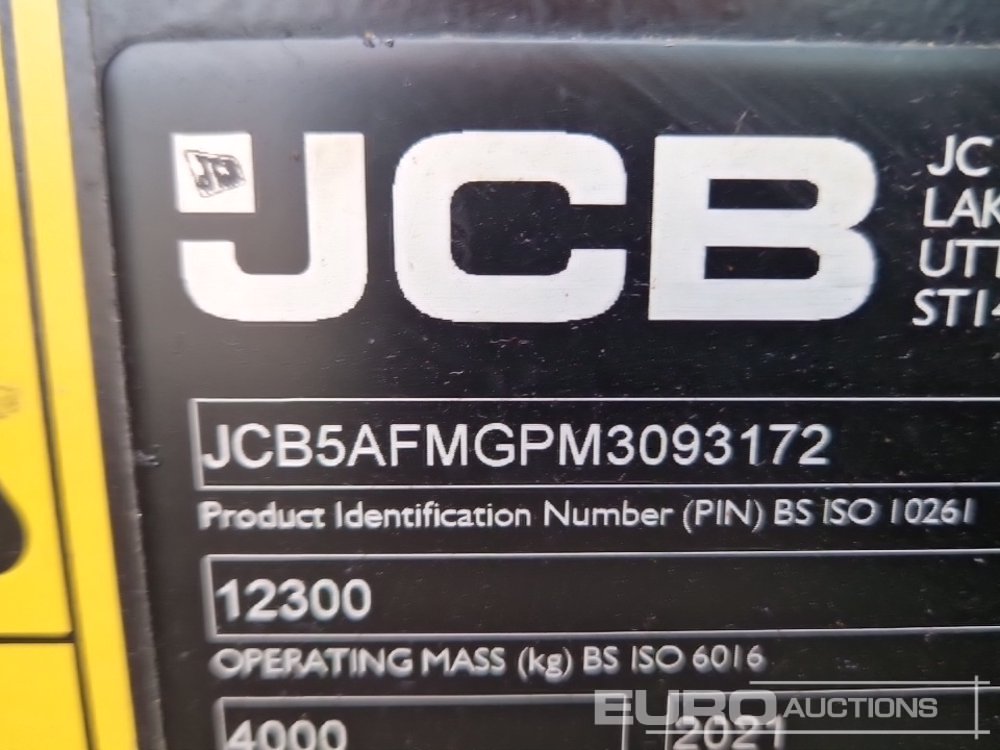 JCB
JC
LAK
UTT
ST14
JCB5AFMGPM3093172
Product Identification Number (PIN) BS ISO 10261
12300
OPERATING MASS (kg) BS ISO 6016
4000 2021
EURO AUCTIONS